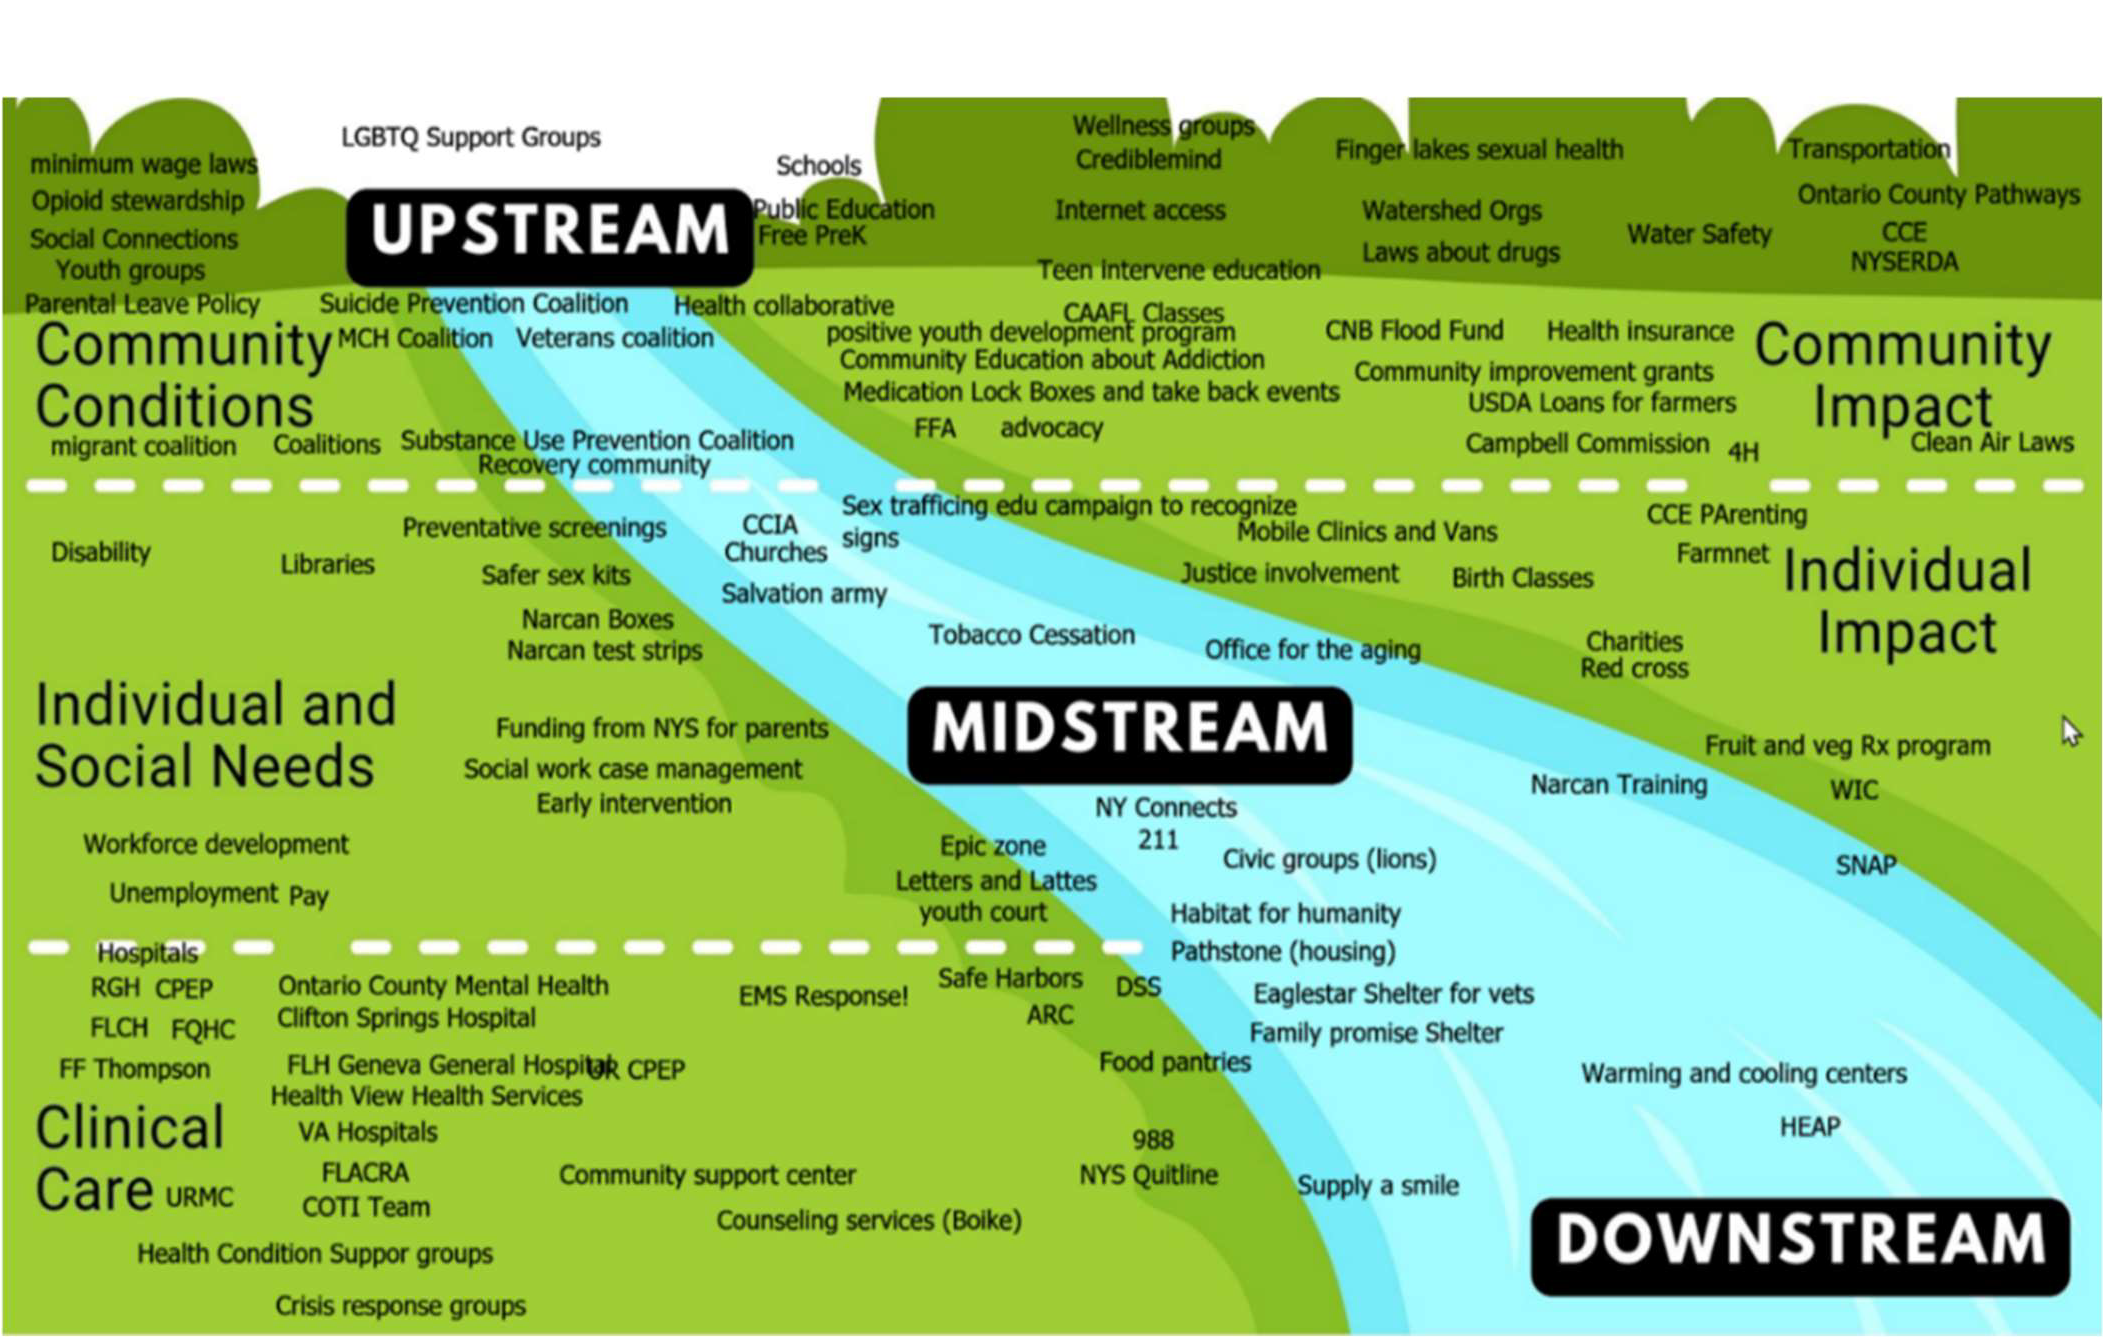 LGBTQ Support Groups
minimum wage laws
Opioid stewardship
Social Connections
Youth groups
Parental Leave Policy
UPSTREAM
Schools
Public Education
Free PreK
Wellness groups
Crediblemind
Internet access
Teen intervene education
Finger lakes sexual health
Watershed Orgs
Laws about drugs
Water Safety
Transportation
Ontario County Pathways
CCE
NYSERDA
Community
Conditions
Suicide Prevention Coalition
MCH Coalition
Veterans coalition
Health collaborative
CAAFL Classes
positive youth development program
Community Education about Addiction
Medication Lock Boxes and take back events
FFA
advocacy
CNB Flood Fund
Health insurance
Community improvement grants
USDA Loans for farmers
Campbell Commission
4H
Community
Impact
Clean Air Laws
migrant coalition
Coalitions
Substance Use Prevention Coalition
Recovery community
Disability
Libraries
Preventative screenings
Safer sex kits
Narcan Boxes
Narcan test strips
CCIA
Churches
Salvation army
Sex trafficing edu campaign to recognize
signs
Mobile Clinics and Vans
Justice involvement
Birth Classes
CCE PArenting
Farmnet
Individual
Impact
Tobacco Cessation
Office for the aging
Charities
Red cross
Individual and
Social Needs
Funding from NYS for parents
Social work case management
Early intervention
MIDSTREAM
Fruit and veg Rx program
Narcan Training
WIC
SNAP
NY Connects
211
Civic groups (lions)
Epic zone
Letters and Lattes
youth court
Habitat for humanity
Pathstone (housing)
Workforce development
Unemployment
Pay
Hospitals
RGH
CPEP
FLCH
FQHC
FF Thompson
Ontario County Mental Health
Clifton Springs Hospital
FLH Geneva General Hospital
UR CPEP
Health View Health Services
EMS Response!
Safe Harbors
DSS
ARC
Eaglestar Shelter for vets
Family promise Shelter
Food pantries
Warming and cooling centers
HEAP
Clinical
Care
URMC
VA Hospitals
FLACRA
COTI Team
Community support center
988
NYS Quitline
Supply a smile
Counseling services (Boike)
Health Condition Suppor groups
Crisis response groups
DOWNSTREAM